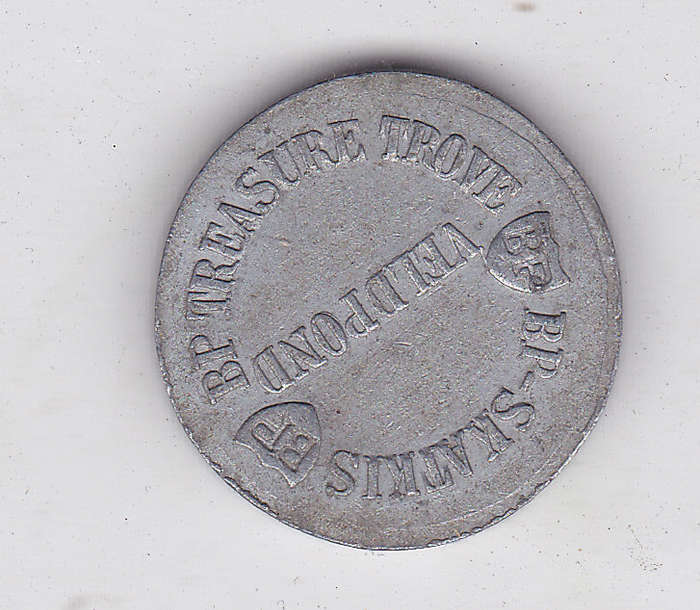 BP TREASURE TROVE
BP
BP-SKATKIS
BP
VELDPOND